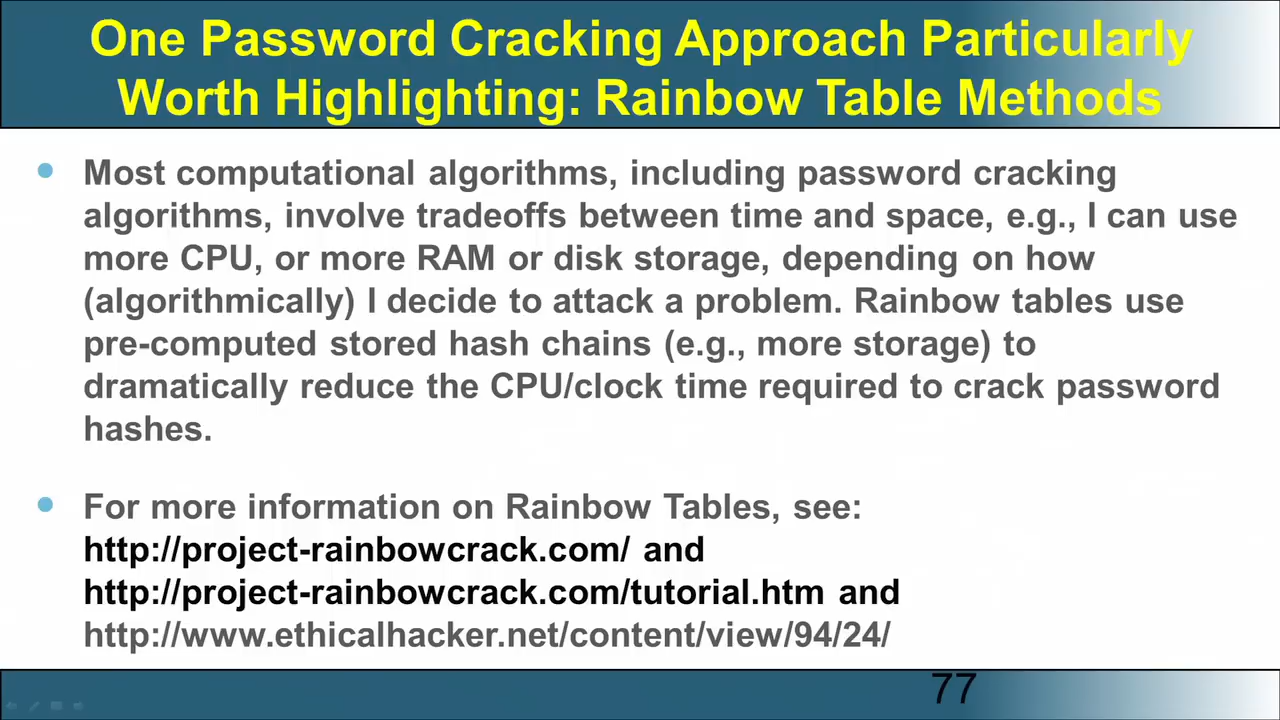 One Password Cracking Approach Particularly
Worth Highlighting: Rainbow Table Methods
Most computational algorithms, including password cracking
algorithms, involve tradeoffs between time and space, e.g., I can use
more CPU, or more RAM or disk storage, depending on how
(algorithmically) I decide to attack a problem. Rainbow tables use
pre-computed stored hash chains (e.g., more storage) to
dramatically reduce the CPU/clock time required to crack password
hashes.
For more information on Rainbow Tables, see:
http://project-rainbowcrack.com/ and
http://project-rainbowcrack.com/tutorial.htm and
http://www.ethicalhacker.net/content/view/94/24/
77